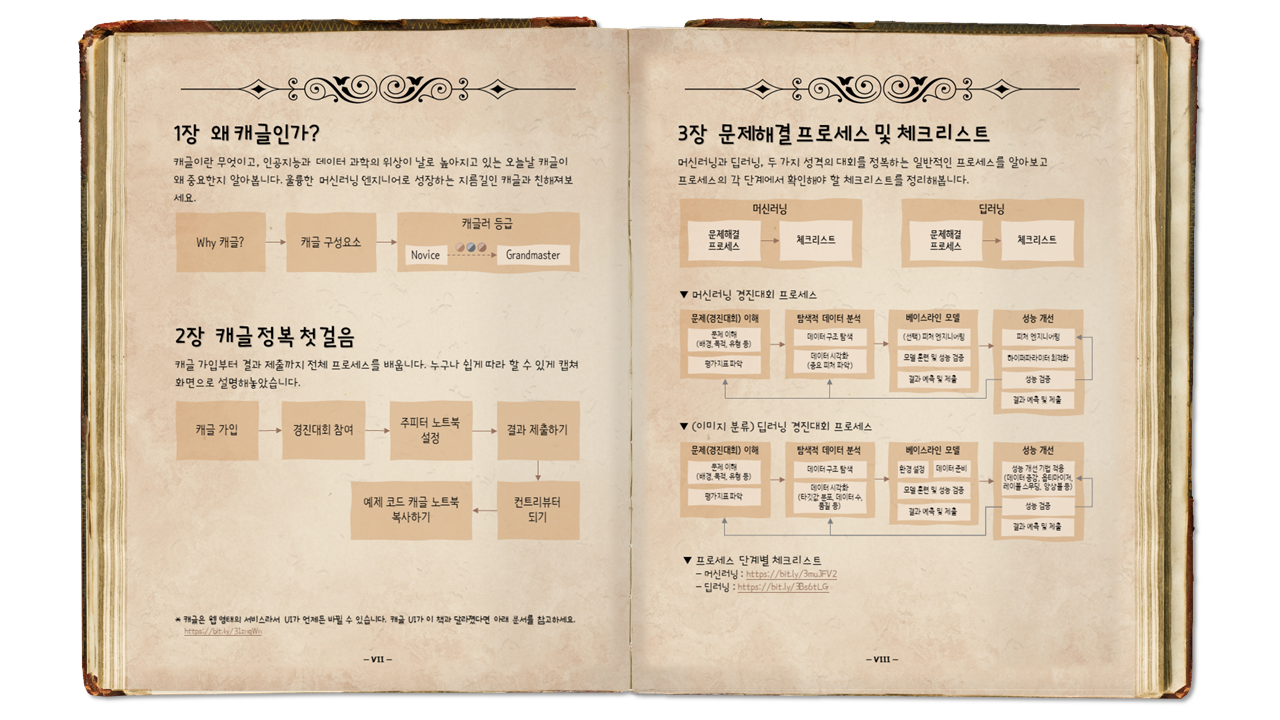 1장 왜 캐글인가?
캐글이란 무엇이고, 인공지능과 데이터 과학의 위상이 날로 높아지고 있는 오늘날 캐글이
왜 중요한지 알아봅니다. 훌륭한 머신러닝 엔지니어로 성장하는 지름길인 캐글과 친해져보
세요.
Why 캐글?
캐글 구성요소
캐글러 등급
Novice
Grandmaster
2장 캐글 정복 첫걸음
캐글 가입부터 결과 제출까지 전체 프로세스를 배웁니다. 누구나 쉽게 따라 할 수 있게 캡쳐
화면으로 설명해놓았습니다.
캐글 가입
경진대회 참여
주피터 노트북
설정
결과 제출하기
예제 코드 캐글 노트북
복사하기
컨트리뷰터
되기
* 캐글은 웹 형태의 서비스라서 UI가 언제든 바뀔 수 있습니다. 캐글 UI가 이 책과 달라졌다면 아래 문서를 참고하세요.
– VII –
3장 문제해결 프로세스 및 체크리스트
머신러닝과 딥러닝, 두 가지 성격의 대회를 정복하는 일반적인 프로세스를 알아보고
프로세스의 각 단계에서 확인해야 할 체크리스트를 정리해봅니다.
머신러닝
문제해결
프로세스
체크리스트
딥러닝
문제해결
프로세스
체크리스트
▼ 머신러닝 경진대회 프로세스
문제(경진대회) 이해
문제 이해
(배경, 목적, 유형 등)
평가지표 파악
탐색적 데이터 분석
데이터 구조 탐색
데이터 시각화
(중요 피처 파악)
베이스라인 모델
(선택) 피처 엔지니어링
모델 훈련 및 성능 검증
결과 예측 및 제출
성능 개선
피처 엔지니어링
하이퍼파라미터 최적화
성능 검증
결과 예측 및 제출
▼ (이미지 분류) 딥러닝 경진대회 프로세스
문제(경진대회) 이해
문제 이해
(배경, 목적, 유형 등)
평가지표 파악
탐색적 데이터 분석
데이터 구조 탐색
데이터 시각화
(타깃값 분포, 데이터 수,
품질 등)
베이스라인 모델
환경 설정
데이터 준비
모델 훈련 및 성능 검증
결과 예측 및 제출
성능 개선
성능 개선 기법 적용
(데이터 증강, 옵티마이저,
레이블 스무딩, 앙상블 등)
성능 검증
결과 예측 및 제출
▼ 프로세스 단계별 체크리스트
– 머신러닝 : https://bit.ly/3muJFV2
– 딥러닝 : https://bit.ly/3Bs6tLG
– VIII –